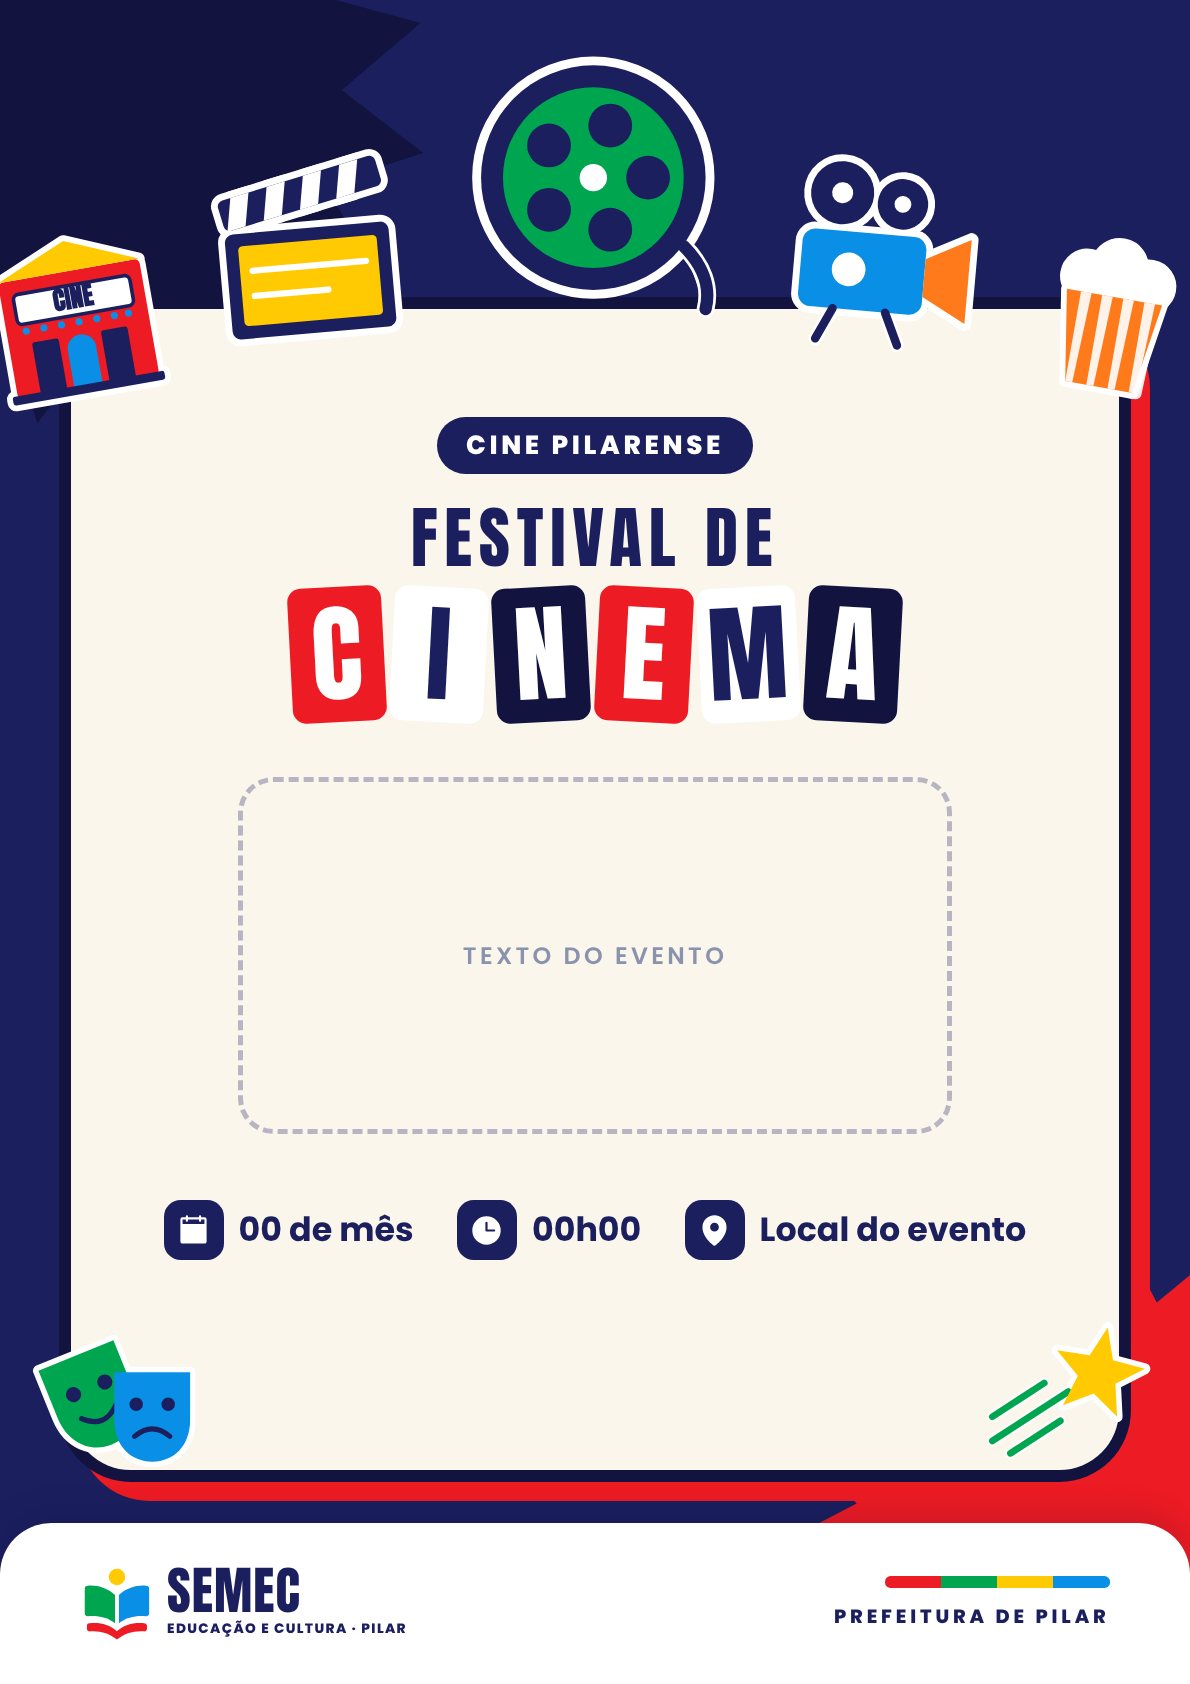 CINE
CINE PILARENSE
FESTIVAL DE
CINEMA
TEXTO DO EVENTO
00 de mês
00h00
Local do evento
SEMEC
EDUCAÇÃO E CULTURA · PILAR
PREFEITURA DE PILAR